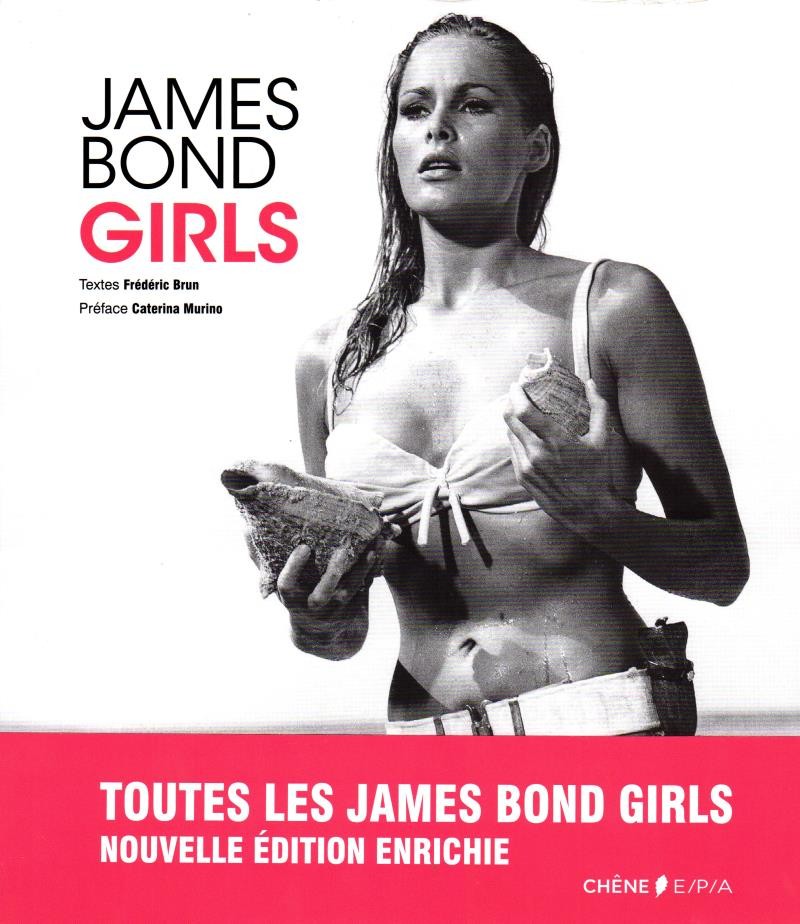 JAMES
BOND
GIRLS
Textes Frédéric Brun
Préface Caterina Murino
TOUTES LES JAMES BOND GIRLS
NOUVELLE ÉDITION ENRICHIE
CHÊNE E/P/A